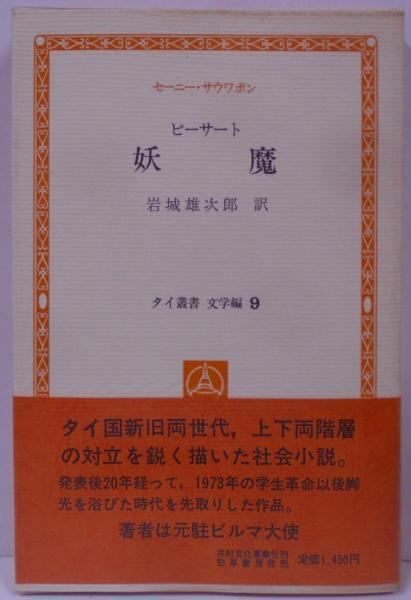 セーニー・サウワポン
ピーサート
妖魔
岩城雄次郎 訳
タイ叢書 文学編 9
タイ国新旧両世代，上下両階層
の対立を鋭く描いた社会小説。
発表後20年経って，1973年の学生革命以後脚
光を浴びた時代を先取りした作品。
著者は元駐ビルマ大使
井村文化事業社刊
勁草書房発売
定価1,450円